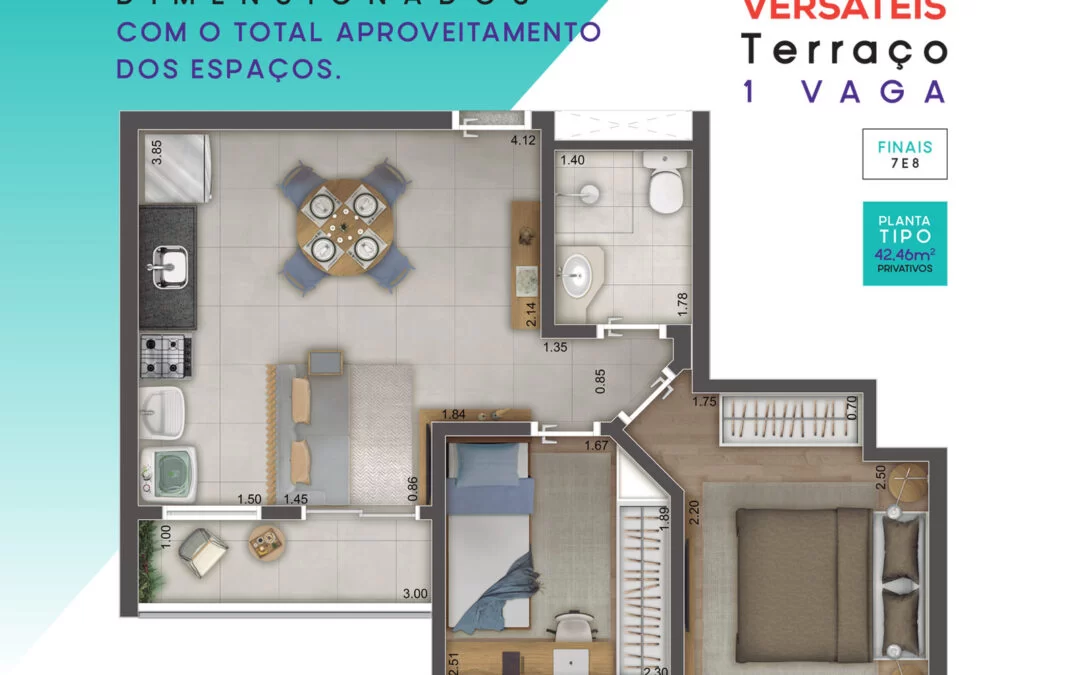 DIMENSIONADOS
COM O TOTAL APROVEITAMENTO
DOS ESPAÇOS.
VERSÁTEIS
Terraço
1 VAGA
FINAIS
7 E 8
PLANTA
TIPO
42,46m²
PRIVATIVOS
3.85
4.12
1.40
2.14
1.78
1.35
0.85
1.75
0.70
1.84
1.67
2.50
1.50
1.45
0.86
1.89
2.20
1.00
3.00
2.51
2.30